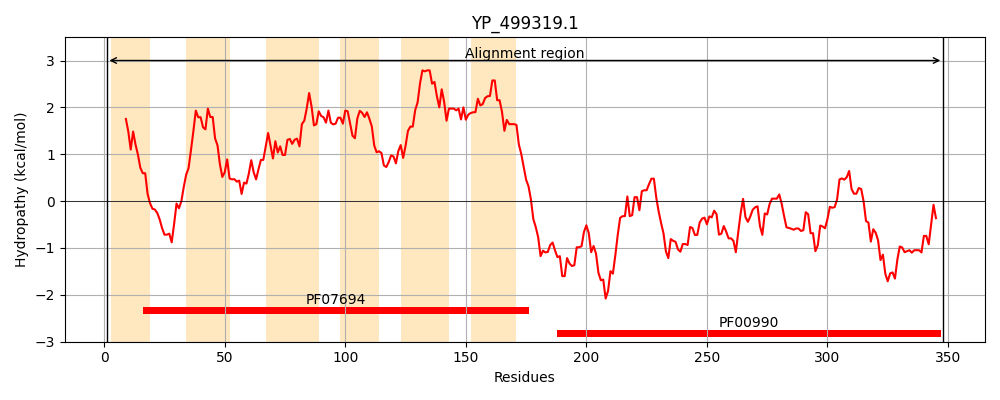 YP_499319.1
Alignment region
Hydropathy (kcal/mol)
3
2
1
0
−1
−2
−3
PF07694
PF00990
0 50 100 150 200 250 300 350
Residues